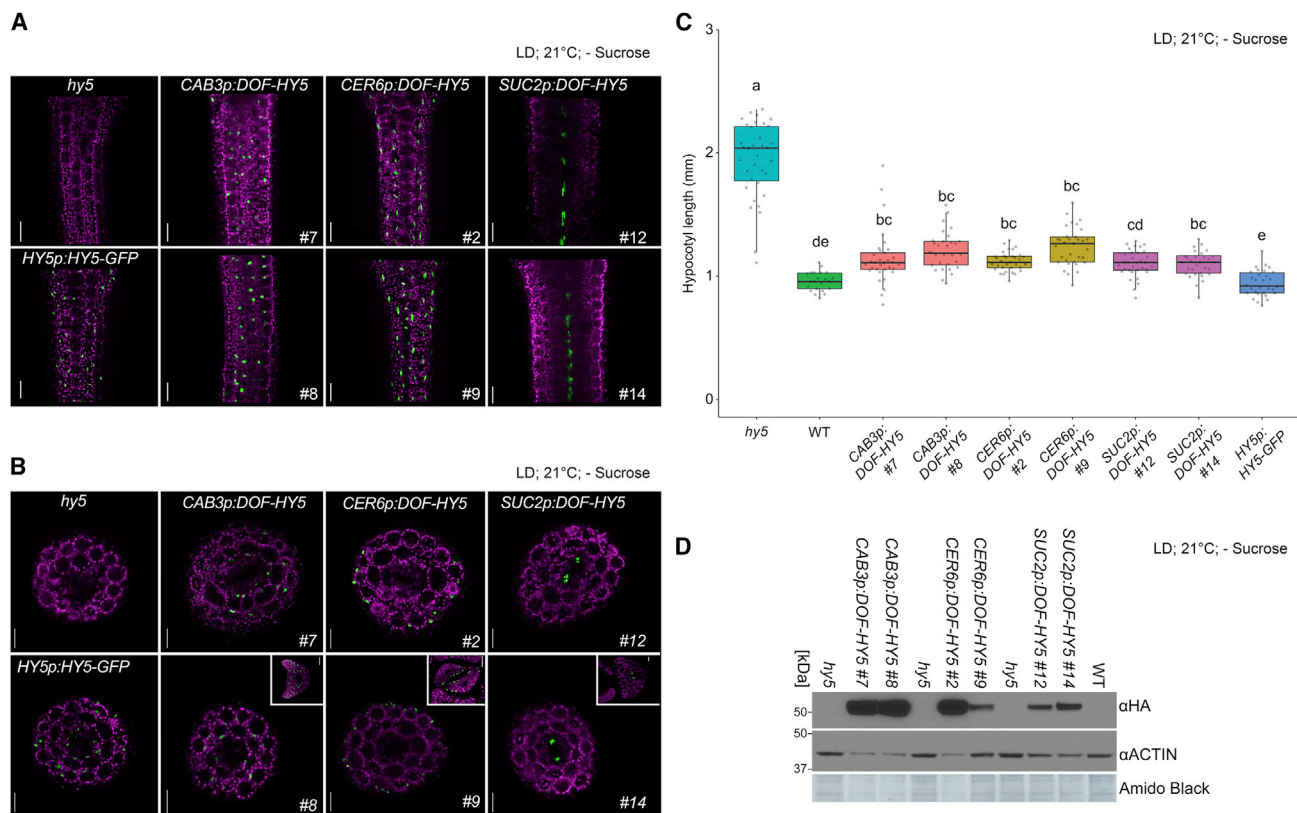 A
LD; 21°C; - Sucrose
hy5
CAB3p:DOF-HY5
CER6p:DOF-HY5
SUC2p:DOF-HY5
#7
#2
#12
HY5p:HY5-GFP
#8
#9
#14
B
LD; 21°C; - Sucrose
hy5
CAB3p:DOF-HY5
CER6p:DOF-HY5
SUC2p:DOF-HY5
#7
#2
#12
HY5p:HY5-GFP
#8
#9
#14
C
LD; 21°C; - Sucrose
Hypocotyl length (mm)
3
2
1
0
a
de
bc
bc
bc
bc
cd
bc
e
hy5
WT
CAB3p:
DOF-HY5
#7
CAB3p:
DOF-HY5
#8
CER6p:
DOF-HY5
#2
CER6p:
DOF-HY5
#9
SUC2p:
DOF-HY5
#12
SUC2p:
DOF-HY5
#14
HY5p:
HY5-GFP
D
LD; 21°C; - Sucrose
[kDa]
hy5
CAB3p:DOF-HY5 #7
CAB3p:DOF-HY5 #8
hy5
CER6p:DOF-HY5 #2
CER6p:DOF-HY5 #9
hy5
SUC2p:DOF-HY5 #12
SUC2p:DOF-HY5 #14
WT
50
αHA
50
37
αACTIN
Amido Black